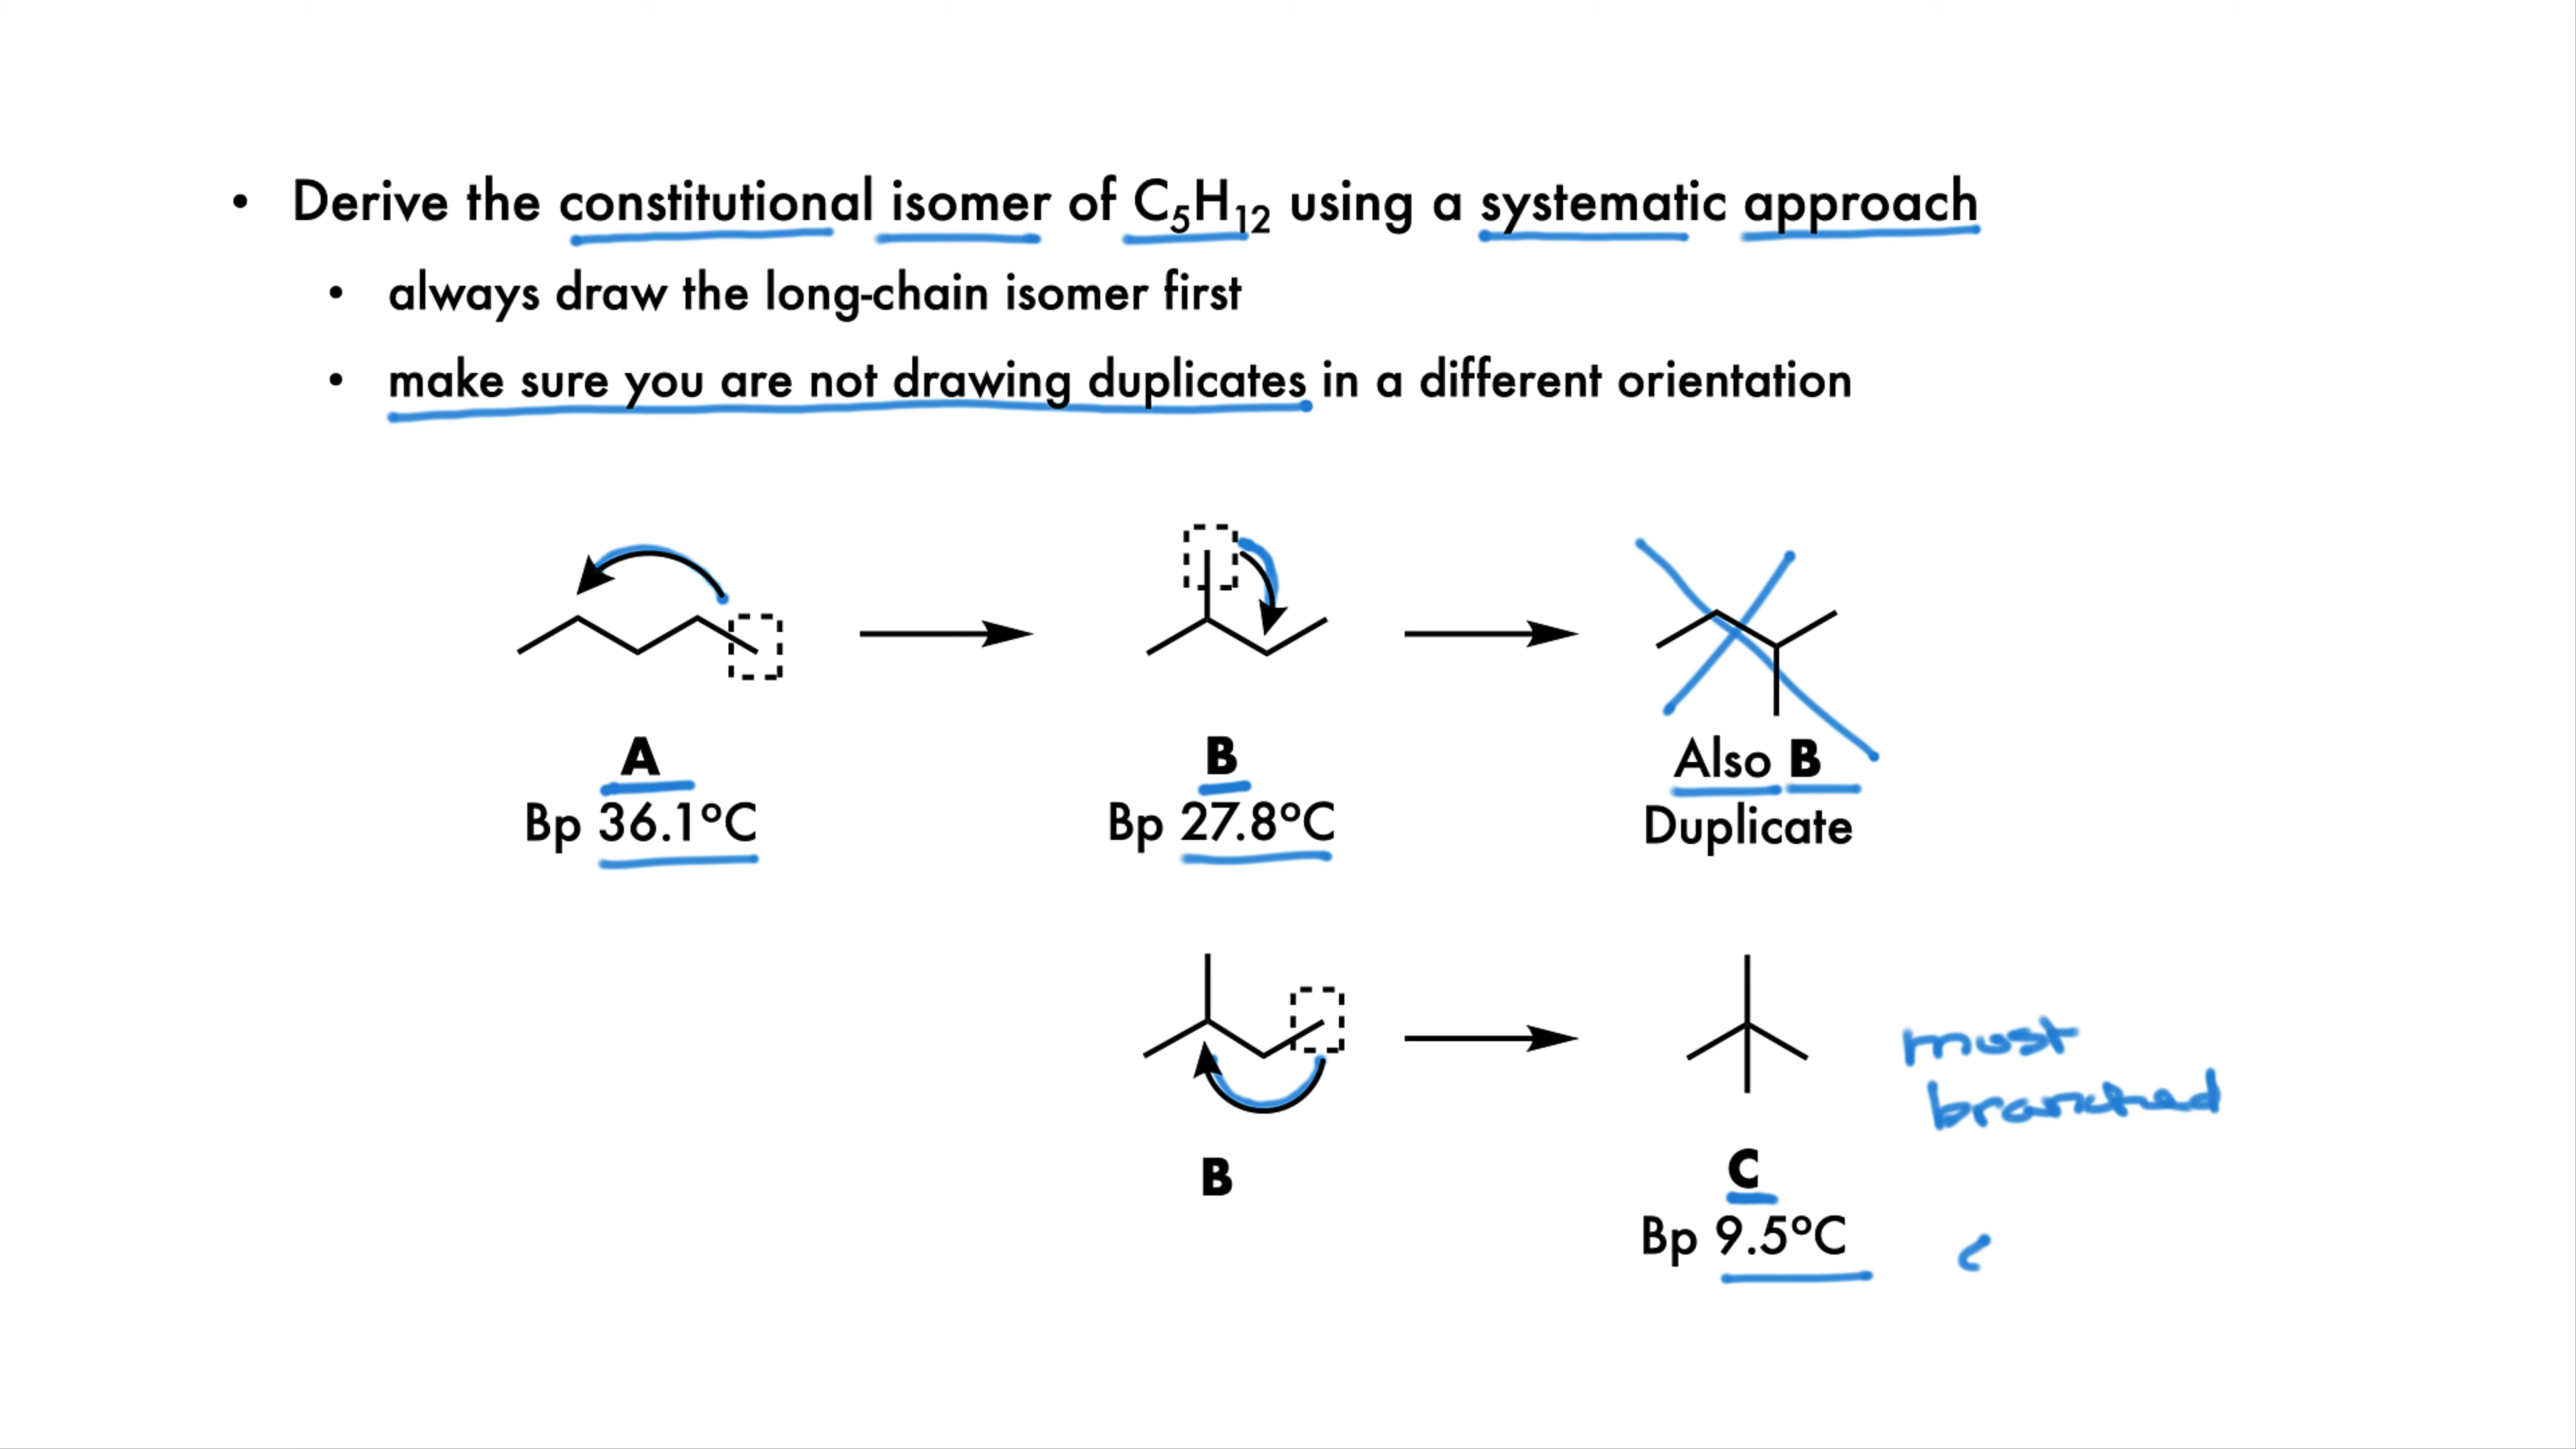 • Derive the constitutional isomer of C₅H₁₂ using a systematic approach
• always draw the long-chain isomer first
• make sure you are not drawing duplicates in a different orientation
A
Bp 36.1°C
B
Bp 27.8°C
Also B
Duplicate
B
C
Bp 9.5°C
most
branched